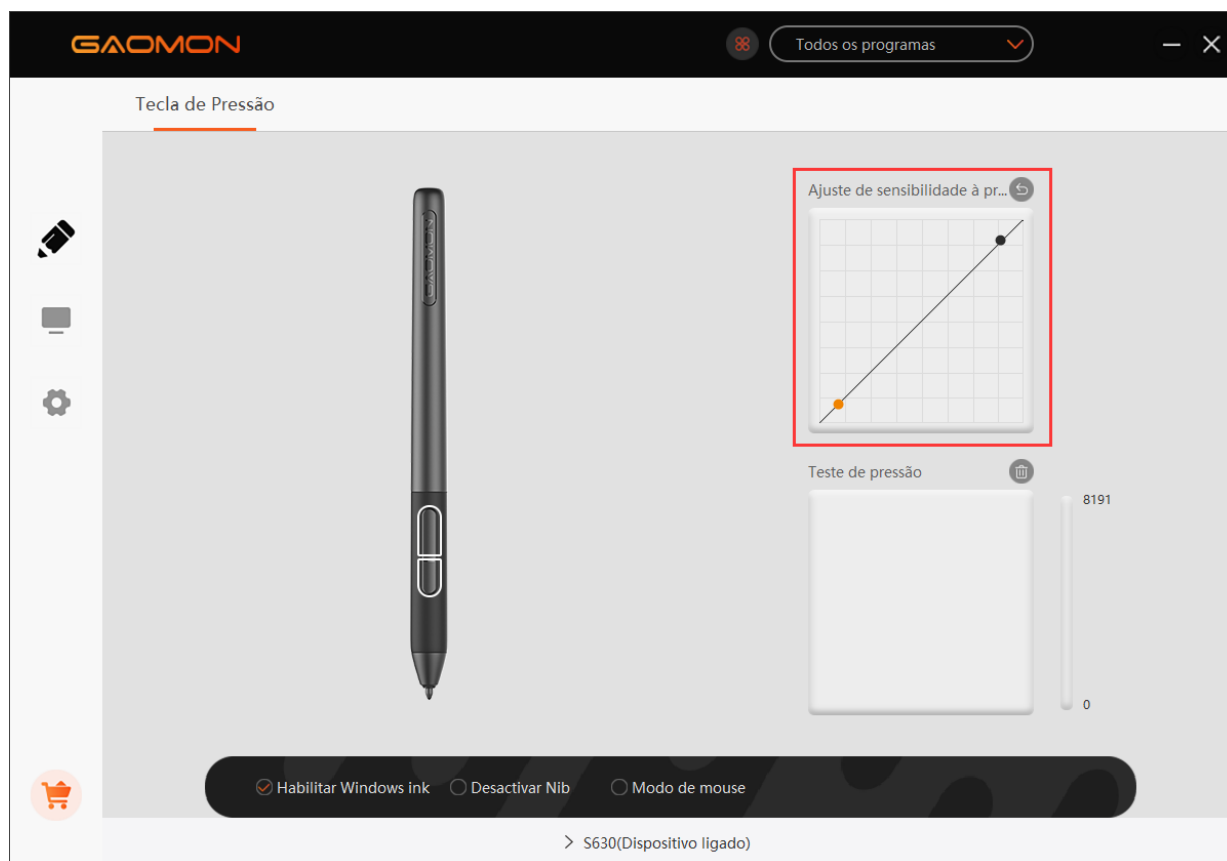 GAOMON
Todos os programas
Tecla de Pressão
Ajuste de sensibilidade à pr...
GAOMON
Teste de pressão
8191
0
Habilitar Windows ink
Desactivar Nib
Modo de mouse
S630(Dispositivo ligado)